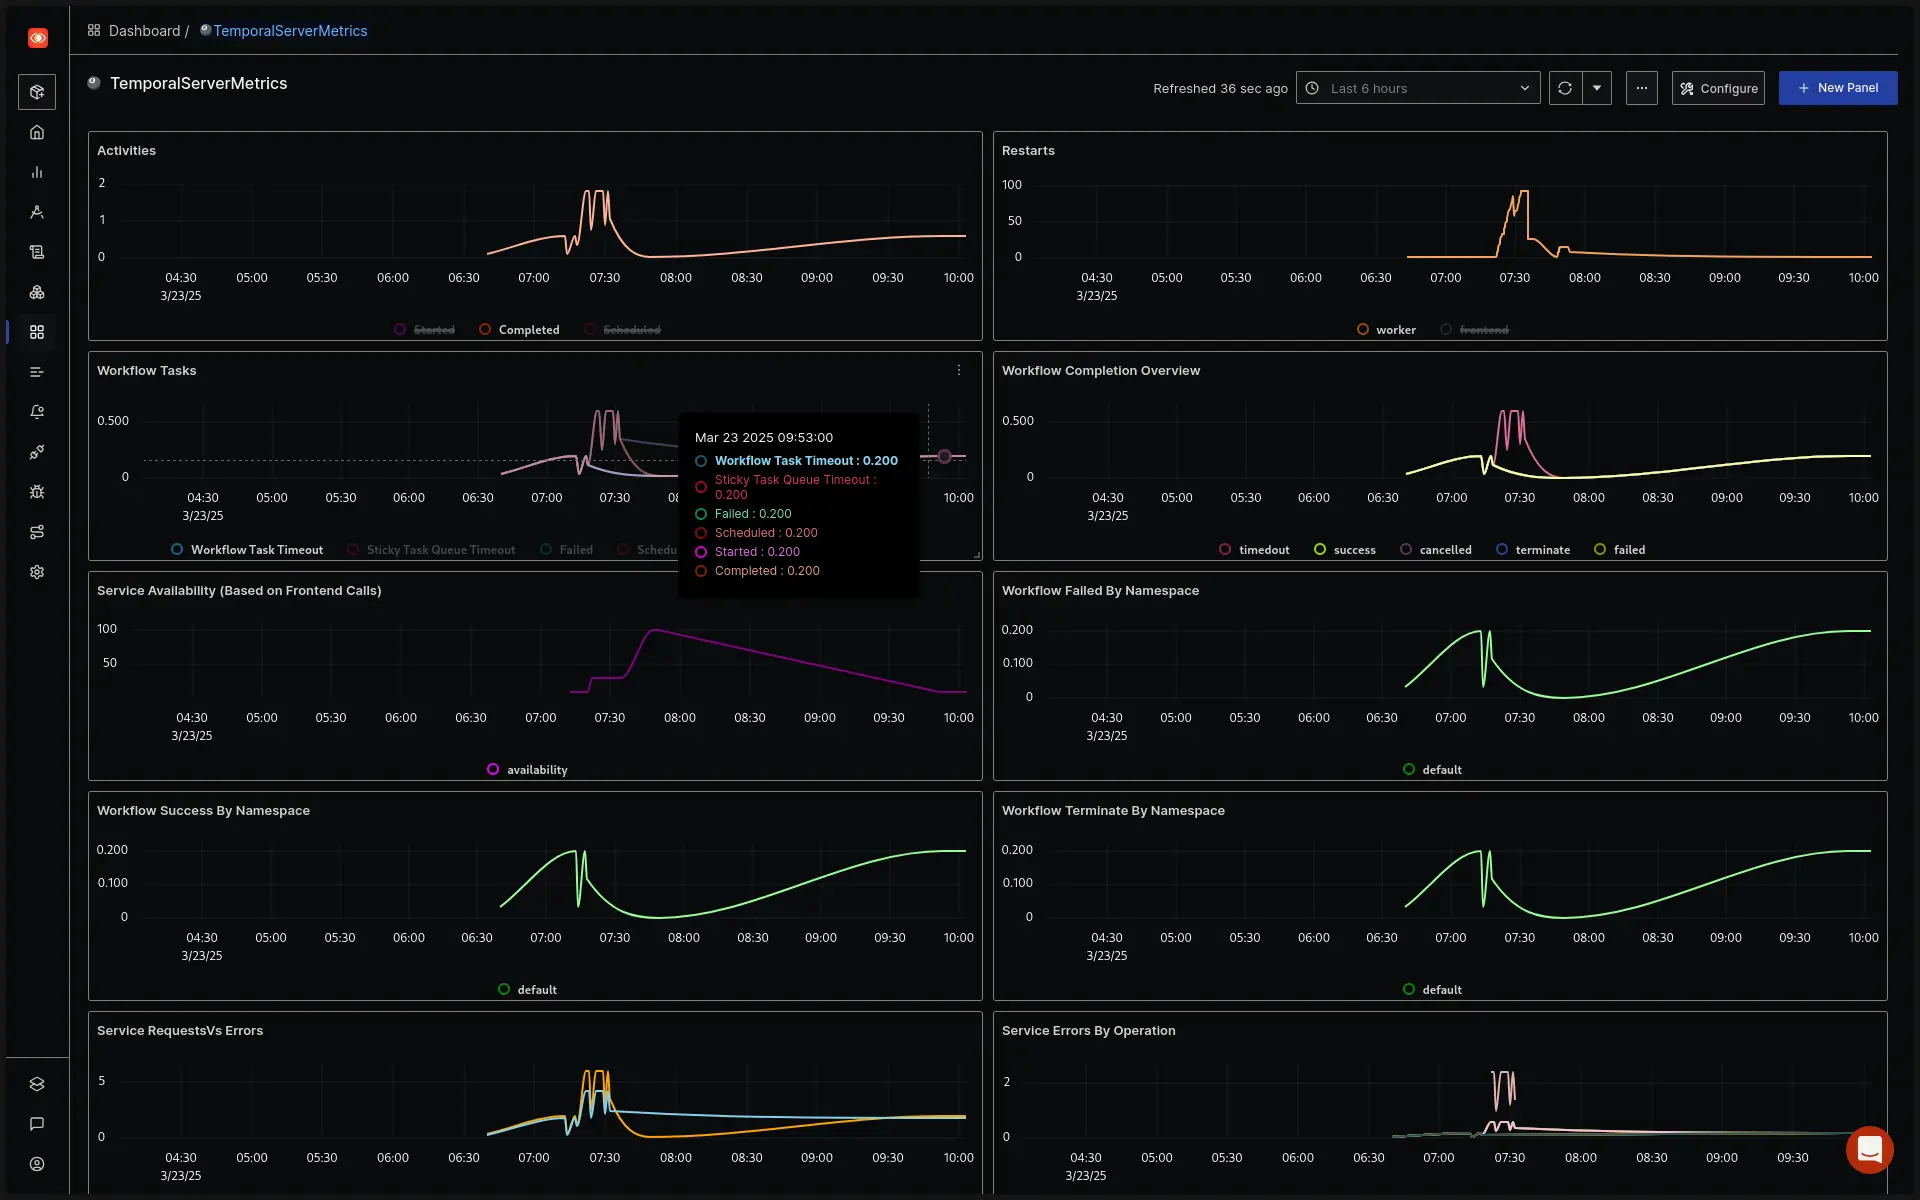 Dashboard / 🎱TemporalServerMetrics
🎱 TemporalServerMetrics
Refreshed 36 sec ago
Last 6 hours
Configure
New Panel
Activities
2
1
0
04:30 05:00 05:30 06:00 06:30 07:00 07:30 08:00 08:30 09:00 09:30 10:00
3/23/25
Started Completed Scheduled
Restarts
100
50
0
04:30 05:00 05:30 06:00 06:30 07:00 07:30 08:00 08:30 09:00 09:30 10:00
3/23/25
worker frontend
Workflow Tasks
0.500
0
04:30 05:00 05:30 06:00 06:30 07:00 07:30 08 10:00
3/23/25
Workflow Task Timeout Sticky Task Queue Timeout Failed Schedu
Mar 23 2025 09:53:00
Workflow Task Timeout : 0.200
Sticky Task Queue Timeout :
0.200
Failed : 0.200
Scheduled : 0.200
Started : 0.200
Completed : 0.200
Workflow Completion Overview
0.500
0
04:30 05:00 05:30 06:00 06:30 07:00 07:30 08:00 08:30 09:00 09:30 10:00
3/23/25
timedout success cancelled terminate failed
Service Availability (Based on Frontend Calls)
100
50
04:30 05:00 05:30 06:00 06:30 07:00 07:30 08:00 08:30 09:00 09:30 10:00
3/23/25
availability
Workflow Failed By Namespace
0.200
0.100
0
04:30 05:00 05:30 06:00 06:30 07:00 07:30 08:00 08:30 09:00 09:30 10:00
3/23/25
default
Workflow Success By Namespace
0.200
0.100
0
04:30 05:00 05:30 06:00 06:30 07:00 07:30 08:00 08:30 09:00 09:30 10:00
3/23/25
default
Workflow Terminate By Namespace
0.200
0.100
0
04:30 05:00 05:30 06:00 06:30 07:00 07:30 08:00 08:30 09:00 09:30 10:00
3/23/25
default
Service RequestsVs Errors
5
0
04:30 05:00 05:30 06:00 06:30 07:00 07:30 08:00 08:30 09:00 09:30 10:00
3/23/25
Service Errors By Operation
2
0
04:30 05:00 05:30 06:00 06:30 07:00 07:30 08:00 08:30 09:00 09:30
3/23/25